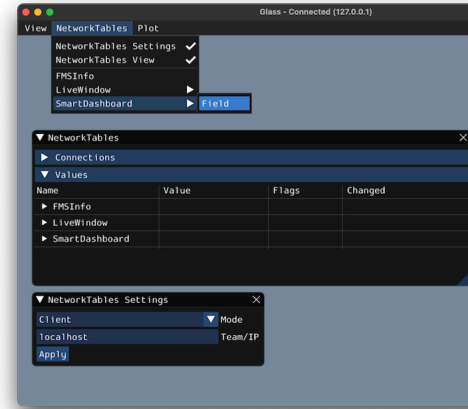 Glass - Connected (127.0.0.1)
View NetworkTables Plot
NetworkTables Settings
NetworkTables View
FMSInfo
LiveWindow
SmartDashboard Field
NetworkTables
Connections
Values
Name Value Flags Changed
FMSInfo
LiveWindow
SmartDashboard
NetworkTables Settings
Client Mode
localhost Team/IP
Apply